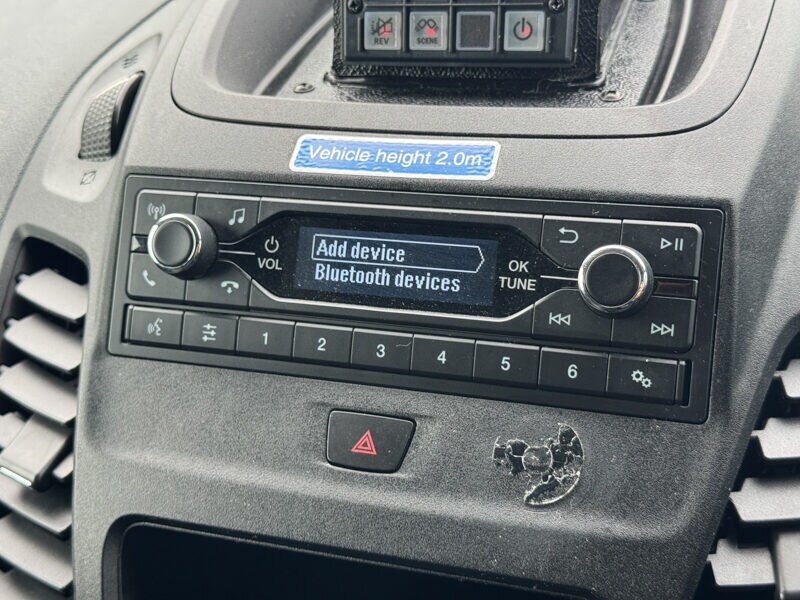 REV
SCENE
Vehicle height 2.0m
VOL
Add device
Bluetooth devices
OK
TUNE
1
2
3
4
5
6